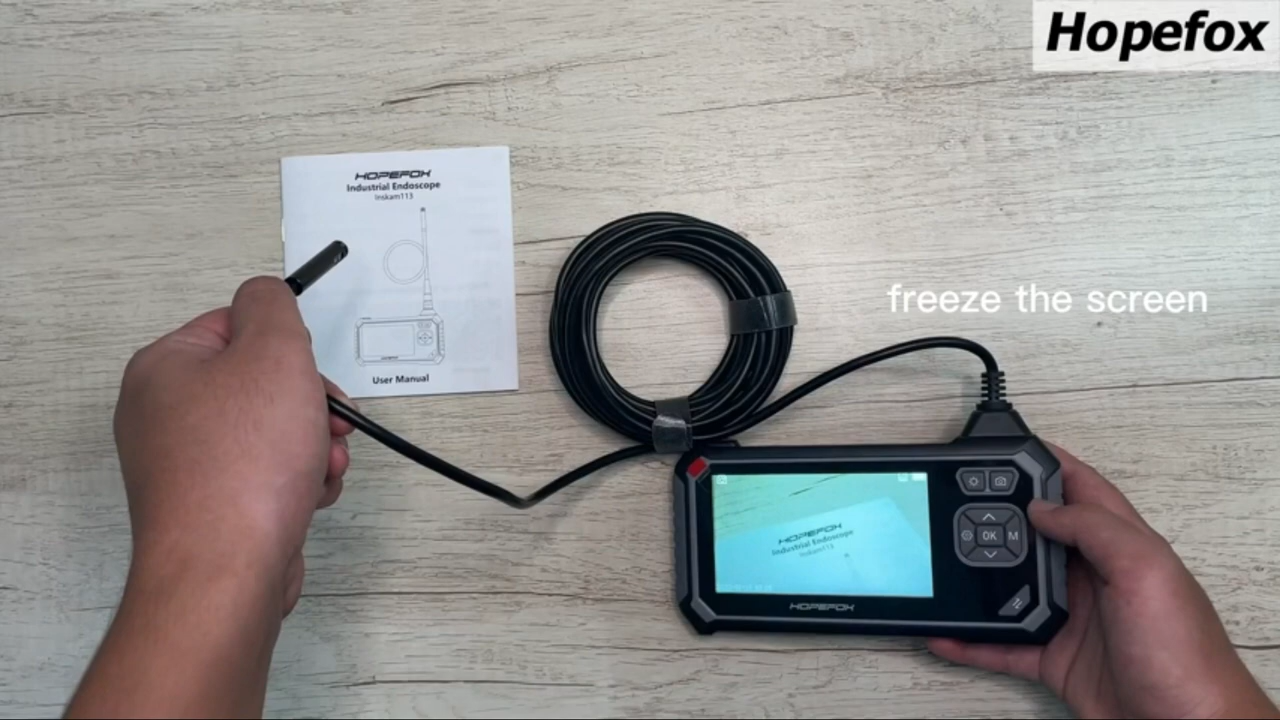 Hopefox
HOPEFOX
Industrial Endoscope
Inskam113
User Manual
freeze the screen
HOPEFOX
Industrial Endoscope
Inskam113
OK
M
HOPEFOX